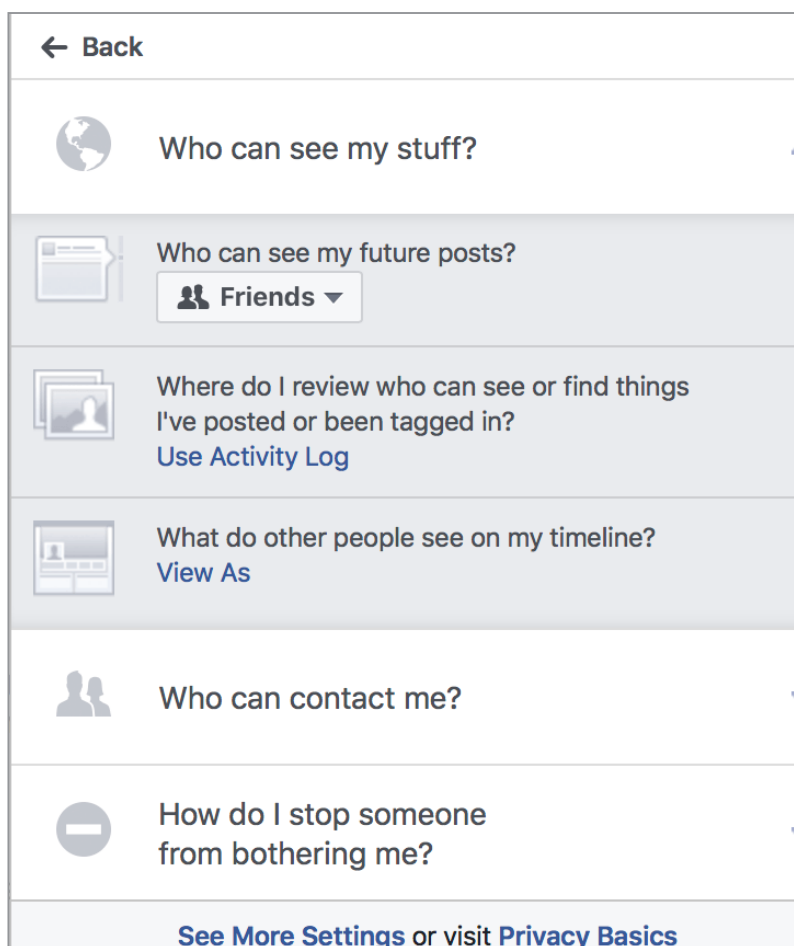 Back
Who can see my stuff?
Who can see my future posts?
Friends
Where do I review who can see or find things
I've posted or been tagged in?
Use Activity Log
What do other people see on my timeline?
View As
Who can contact me?
How do I stop someone
from bothering me?
See More Settings or visit Privacy Basics